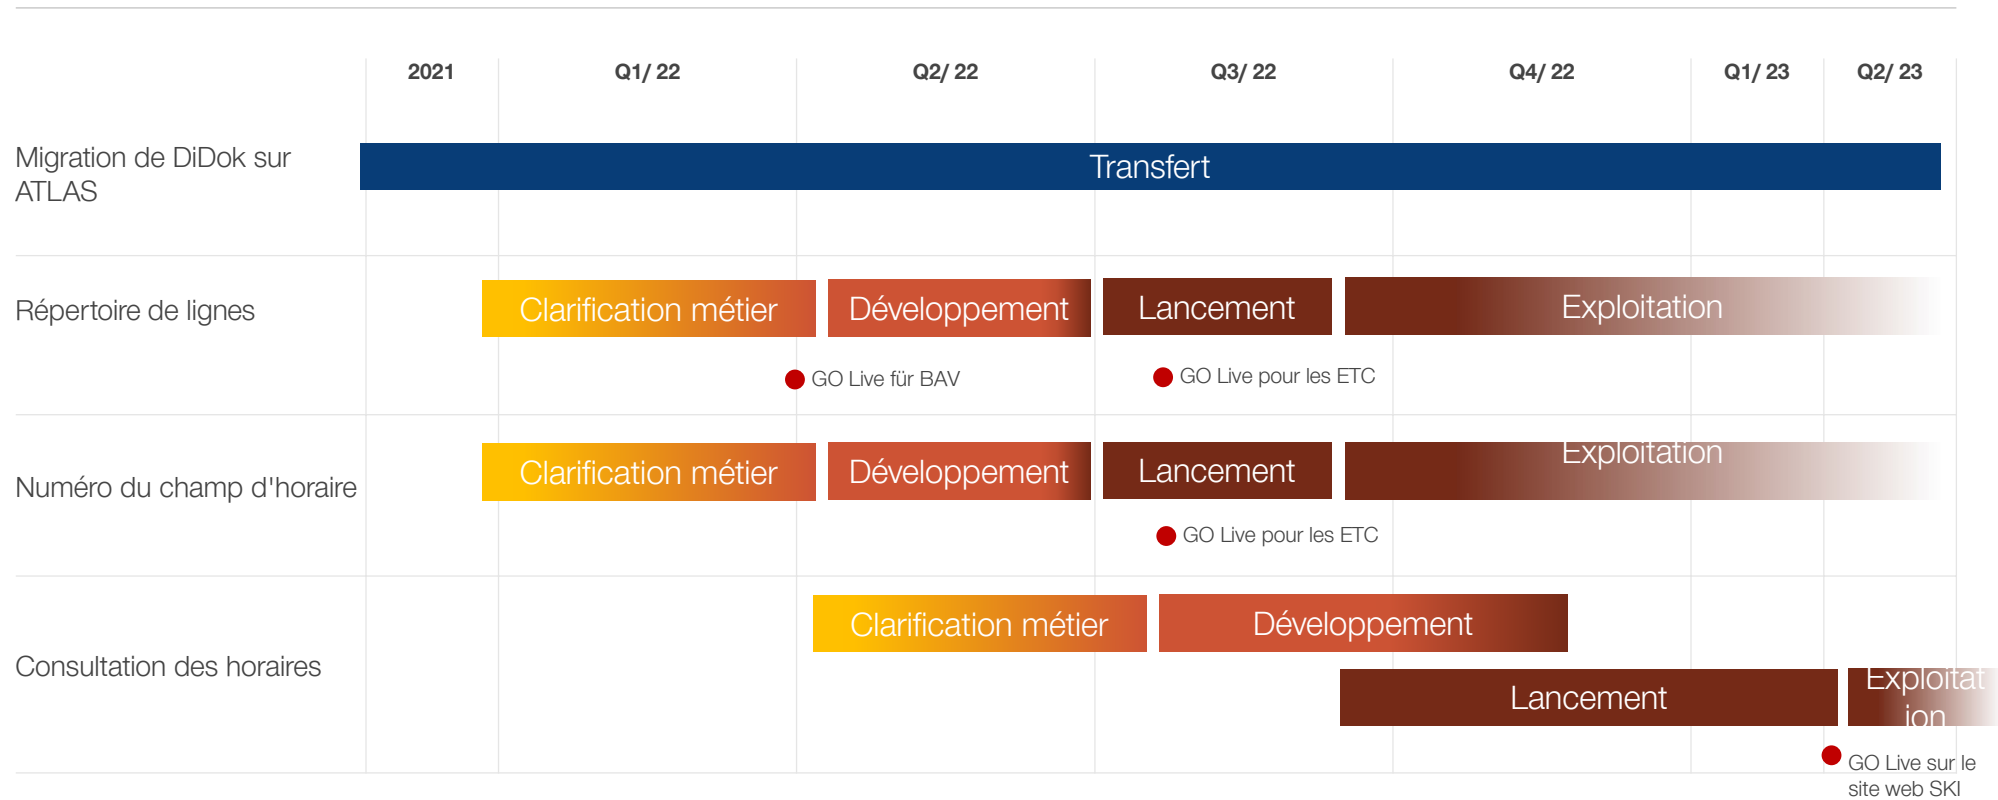 2021 Q1/ 22 Q2/ 22 Q3/ 22 Q4/ 22 Q1/ 23 Q2/ 23
Migration de DiDok sur
ATLAS
Transfert
Répertoire de lignes
Clarification métier Développement Lancement Exploitation
GO Live für BAV GO Live pour les ETC
Numéro du champ d'horaire
Clarification métier Développement Lancement Exploitation
GO Live pour les ETC
Consultation des horaires
Clarification métier Développement
Lancement
Exploitat
ion
GO Live sur le
site web SKI